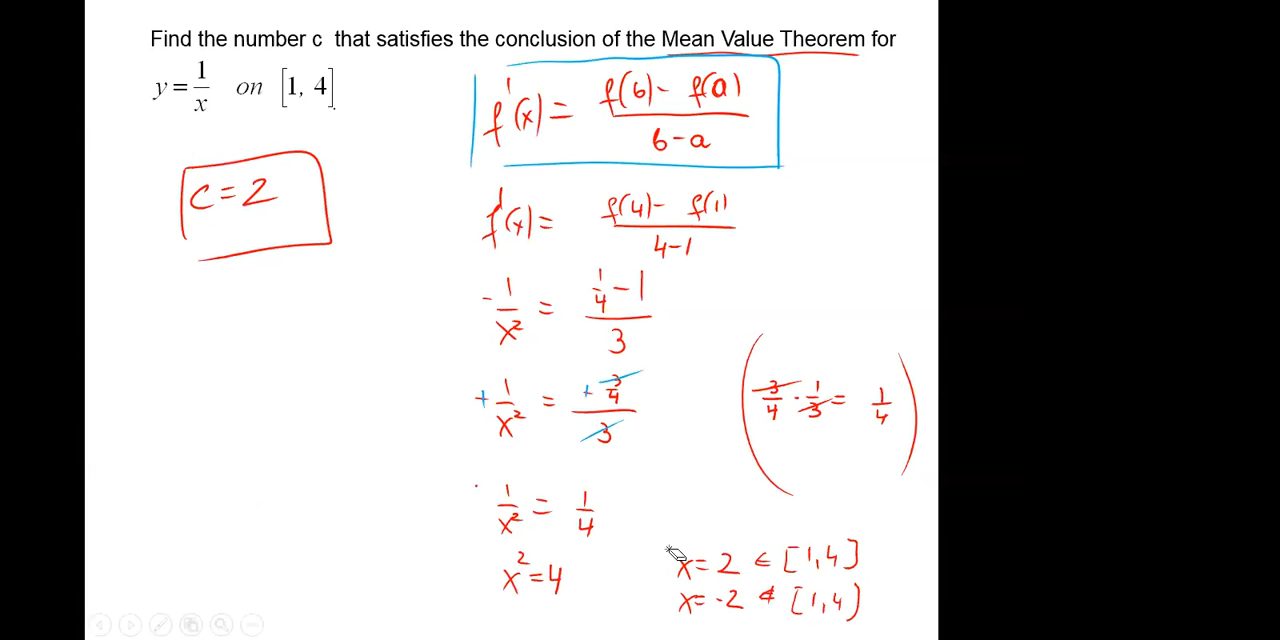 Find the number c that satisfies the conclusion of the Mean Value Theorem for
y = 1/x on [1, 4].
f'(x) = (f(b) - f(a))/(b - a)
c = 2
f'(x) = (f(4) - f(1))/(4 - 1)
-1/x² = (1/4 - 1)/3
+1/x² = (+3/4)/3
(3/4 · 1/3 = 1/4)
1/x² = 1/4
x² = 4
x = 2 ∈ [1, 4]
x = -2 ∉ [1, 4)